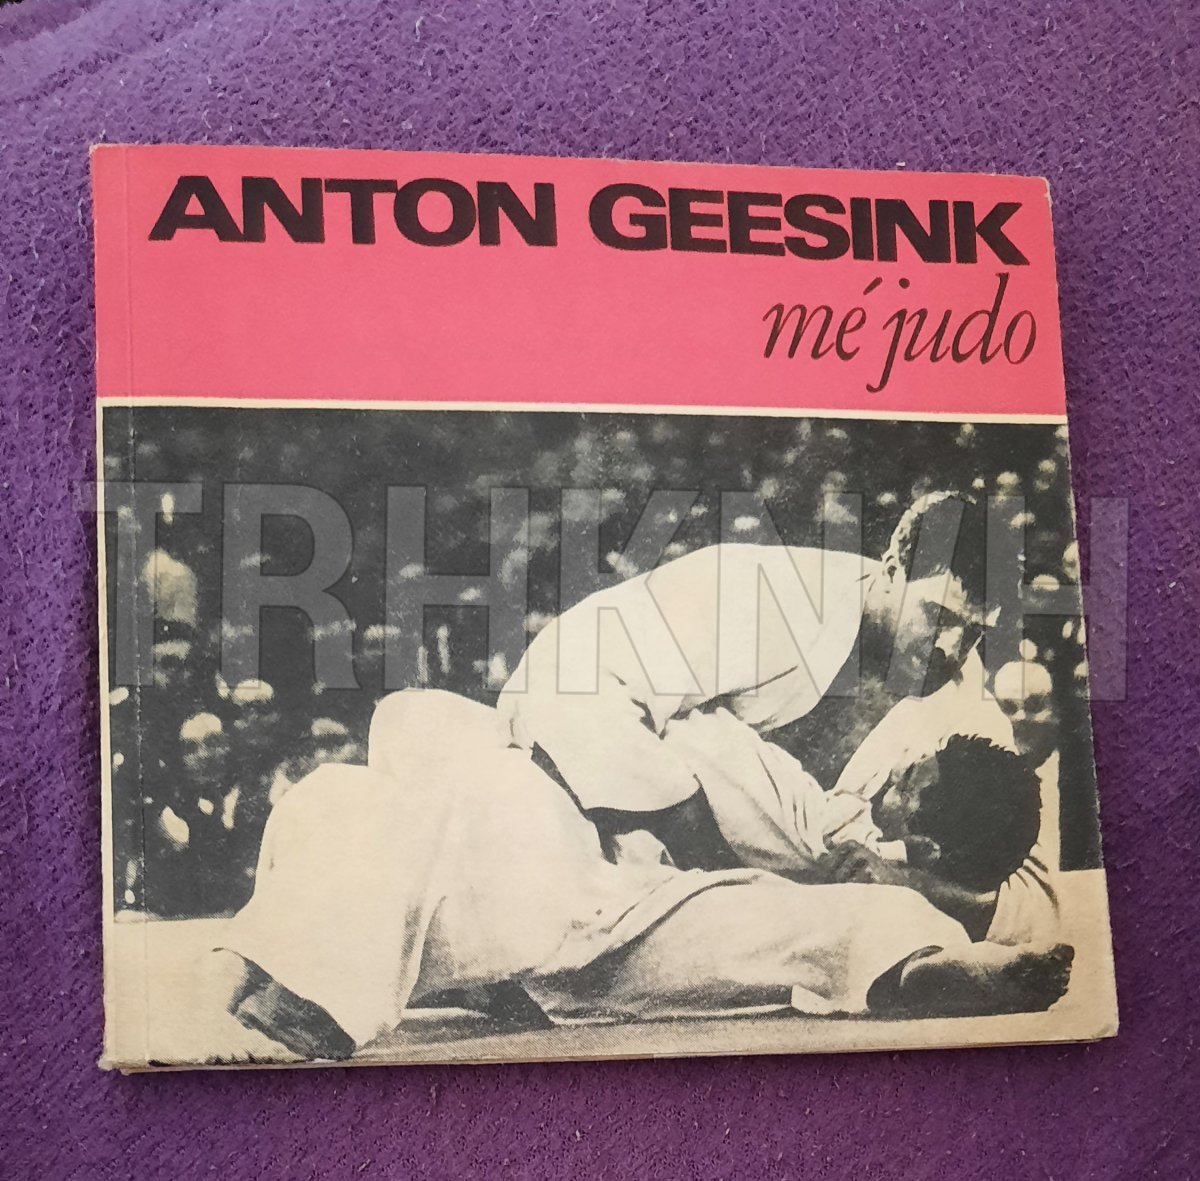 ANTON GEESINK
mé judo
TRHKNIH